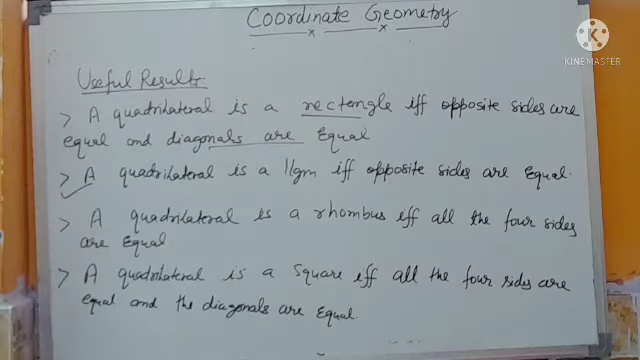 Coordinate Geometry
KINEMASTER
Useful Results
> A quadrilateral is a rectangle iff opposite sides are
equal and diagonals are Equal.
> A quadrilateral is a llgm iff opposite sides are Equal.
> A quadrilateral is a rhombus iff all the four sides
are Equal.
> A quadrilateral is a Square iff all the four sides are
equal and the diagonals are Equal.